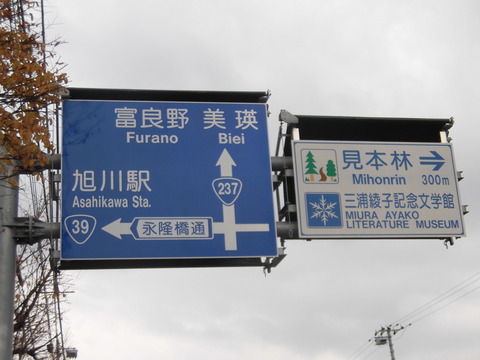 富良野 美瑛
Furano Biei
旭川駅
Asahikawa Sta.
237
39
永隆橋通
見本林
Mihonrin 300m
三浦綾子記念文学館
MIURA AYAKO
LITERATURE MUSEUM